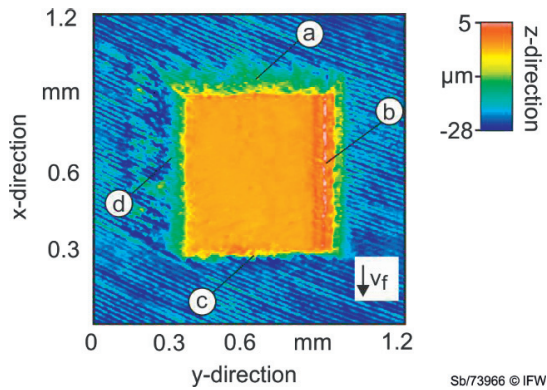 1.2
mm
0.6
0.3
x-direction
a
b
c
d
v_f
0 0.3 0.6 mm 1.2
y-direction
5
µm
-28
z-direction
Sb/73966 © IFW